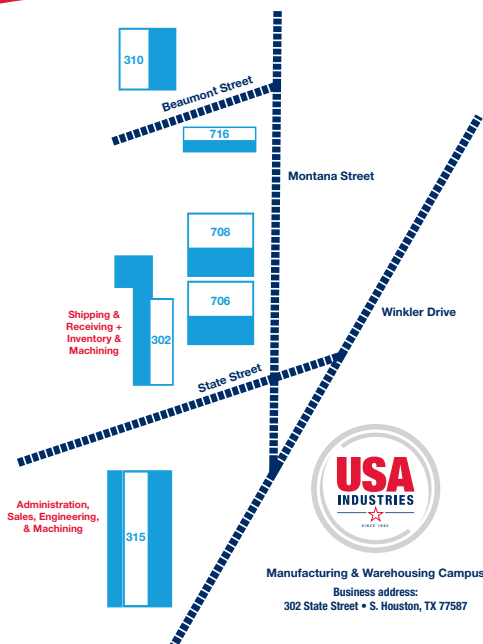 310
Beaumont Street
716
Montana Street
708
Winkler Drive
706
Shipping &
Receiving +
Inventory &
Machining
302
State Street
Administration,
Sales, Engineering,
& Machining
315
USA
INDUSTRIES
SINCE 1983
Manufacturing & Warehousing Campus
Business address:
302 State Street • S. Houston, TX 77587